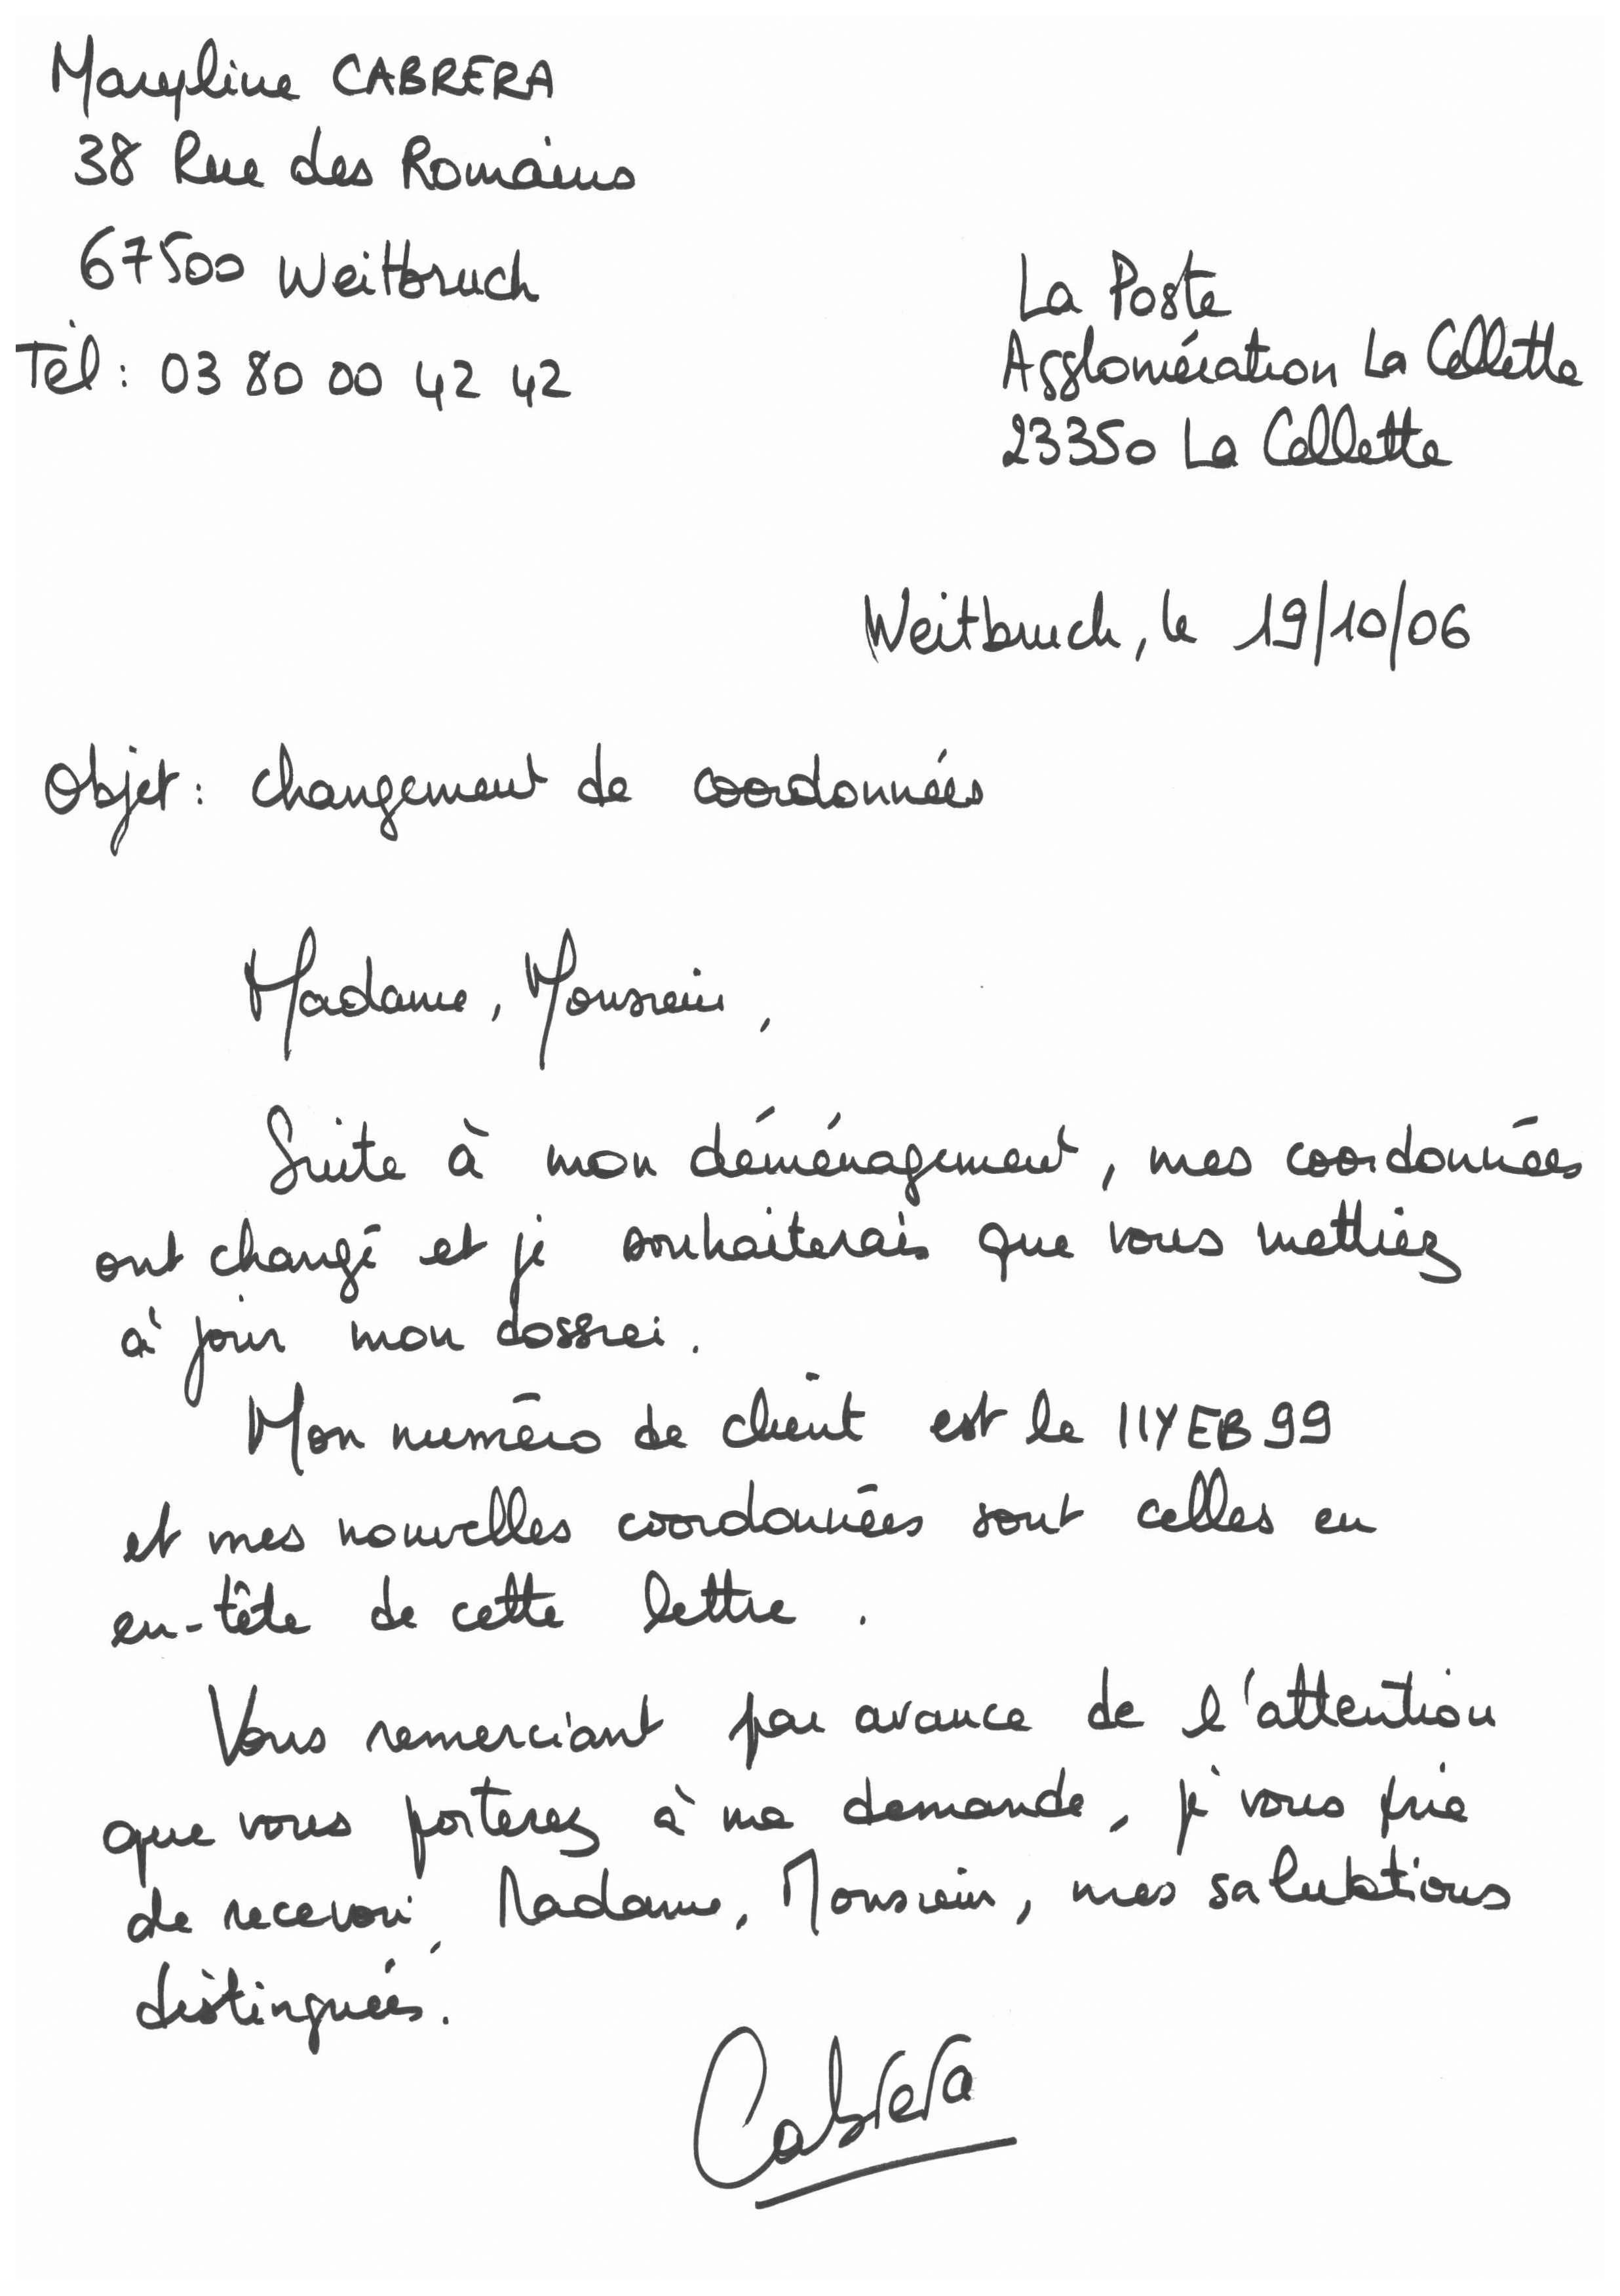 Maryline CABRERA
38 Rue des Romains
67500 Weitbruch
Tél : 03 80 00 42 42
La Poste
Agglomération La Cellette
23350 La Cellette
Weitbruch, le 19/10/06
Objet : changement de coordonnées
Madame, Monsieur,
Suite à mon déménagement, mes coordonnées
ont changé et je souhaiterais que vous mettiez
à jour mon dossier.
Mon numéro de client est le IIYEB99
et mes nouvelles coordonnées sont celles en
en-tête de cette lettre.
Vous remerciant par avance de l'attention
que vous porterez à ma demande, je vous prie
de recevoir, Madame, Monsieur, mes salutations
distinguées.
Cabrera